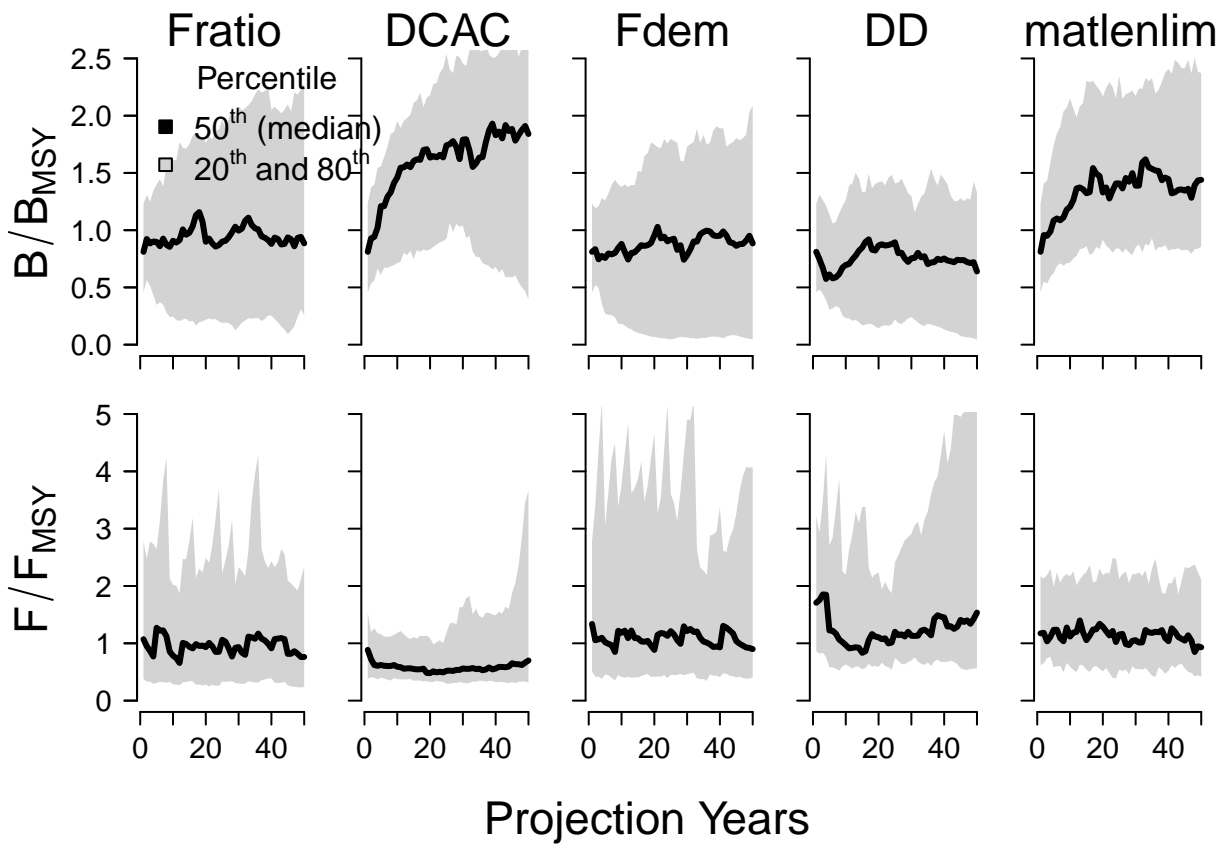 Fratio DCAC Fdem DD matlenlim
Percentile
50th (median)
20th and 80th
B/BMSY
2.5
2.0
1.5
1.0
0.5
0.0
F/FMSY
5
4
3
2
1
0
0 20 40 0 20 40 0 20 40 0 20 40 0 20 40
Projection Years